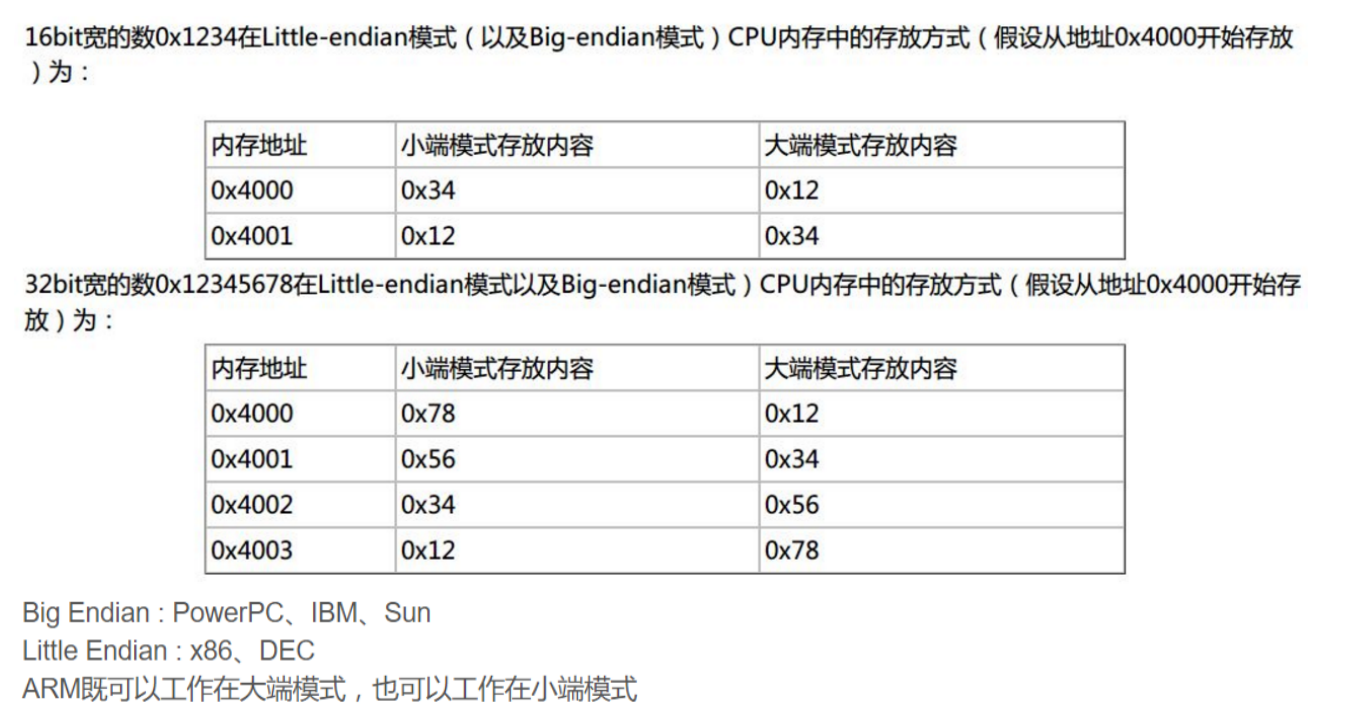 16bit宽的数0x1234在Little-endian模式（以及Big-endian模式）CPU内存中的存放方式（假设从地址0x4000开始存放
）为：
内存地址 小端模式存放内容 大端模式存放内容
0x4000 0x34 0x12
0x4001 0x12 0x34
32bit宽的数0x12345678在Little-endian模式以及Big-endian模式）CPU内存中的存放方式（假设从地址0x4000开始存
放）为：
内存地址 小端模式存放内容 大端模式存放内容
0x4000 0x78 0x12
0x4001 0x56 0x34
0x4002 0x34 0x56
0x4003 0x12 0x78
Big Endian : PowerPC、IBM、Sun
Little Endian : x86、DEC
ARM既可以工作在大端模式，也可以工作在小端模式